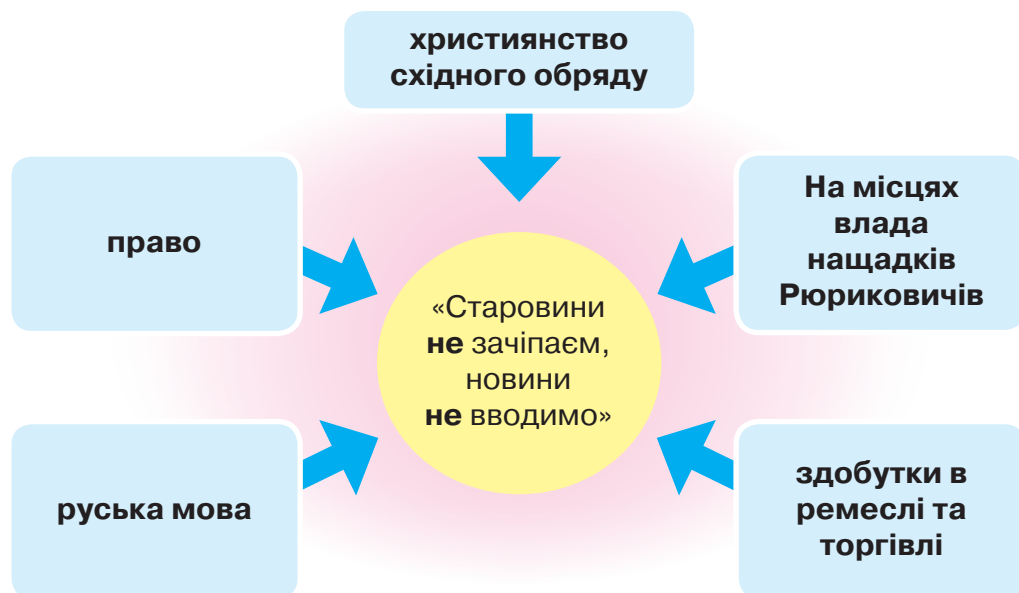 християнство
східного обряду
право
На місцях
влада
нащадків
Рюриковичів
«Старовини
не зачіпаєм,
новини
не вводимо»
руська мова
здобутки в
ремеслі та
торгівлі